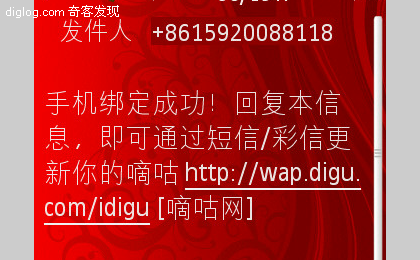 diglog.com 奇客发现
发件人 +8615920088118
手机绑定成功！回复本信
息，即可通过短信/彩信更
新你的嘀咕 http://wap.digu.
com/idigu [嘀咕网]